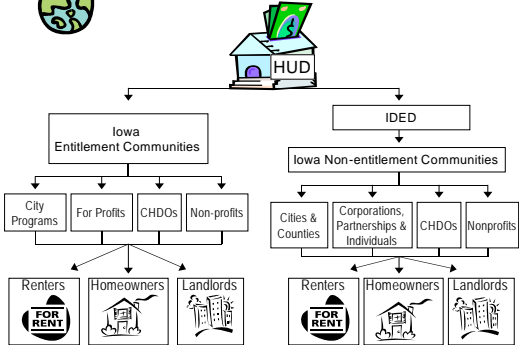 HUD
IDED
Iowa
Entitlement Communities
Iowa Non-entitlement Communities
City
Programs
For Profits
CHDOs
Non-profits
Cities &
Counties
Corporations,
Partnerships &
Individuals
CHDOs
Nonprofits
Renters
Homeowners
Landlords
FOR
RENT
Renters
Homeowners
Landlords
FOR
RENT